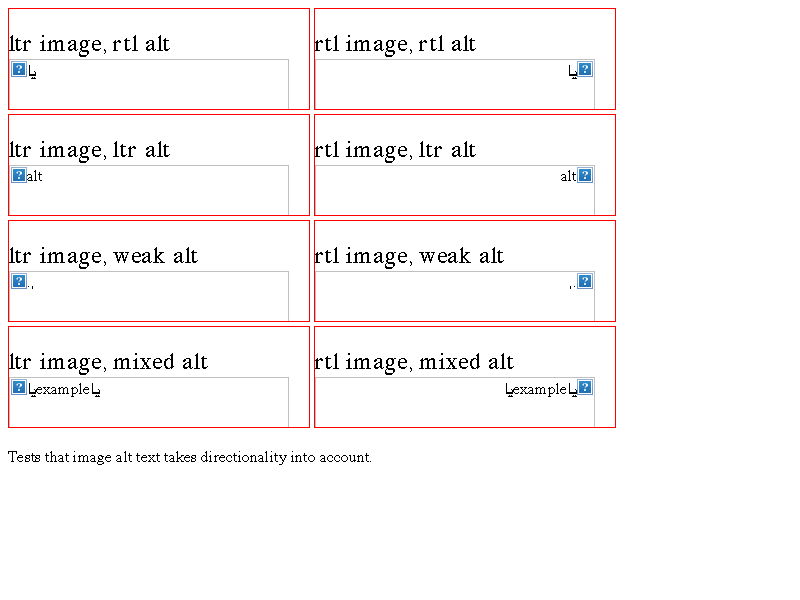 ltr image, rtl alt
يا
rtl image, rtl alt
يا
ltr image, ltr alt
alt
rtl image, ltr alt
alt
ltr image, weak alt
.,
rtl image, weak alt
.,
ltr image, mixed alt
ياexampleيا
rtl image, mixed alt
ياexampleيا
Tests that image alt text takes directionality into account.